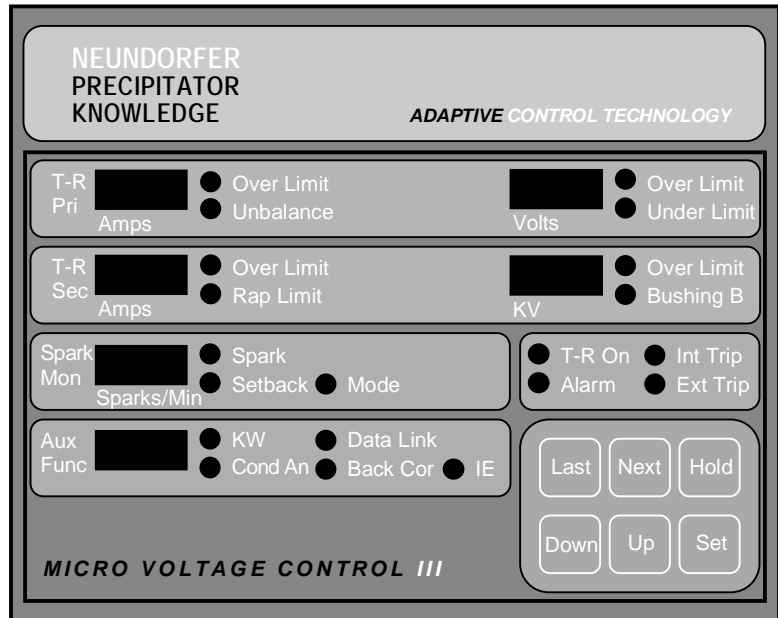 NEUNDORFER
PRECIPITATOR
KNOWLEDGE
ADAPTIVE CONTROL TECHNOLOGY
T-R
Pri
Amps
Over Limit
Unbalance
Volts
Over Limit
Under Limit
T-R
Sec
Amps
Over Limit
Rap Limit
KV
Over Limit
Bushing B
Spark
Mon
Sparks/Min
Spark
Setback
Mode
T-R On
Int Trip
Alarm
Ext Trip
Aux
Func
KW
Data Link
Cond An
Back Cor
IE
Last
Next
Hold
Down
Up
Set
MICRO VOLTAGE CONTROL III